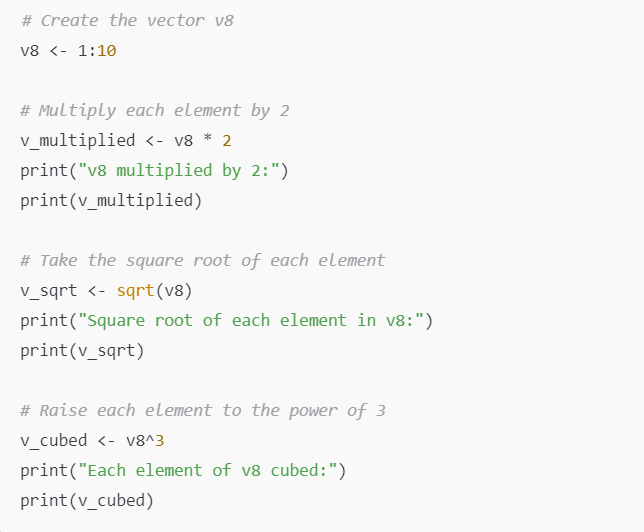 # Create the vector v8
v8 <- 1:10
# Multiply each element by 2
v_multiplied <- v8 * 2
print("v8 multiplied by 2:")
print(v_multiplied)
# Take the square root of each element
v_sqrt <- sqrt(v8)
print("Square root of each element in v8:")
print(v_sqrt)
# Raise each element to the power of 3
v_cubed <- v8^3
print("Each element of v8 cubed:")
print(v_cubed)